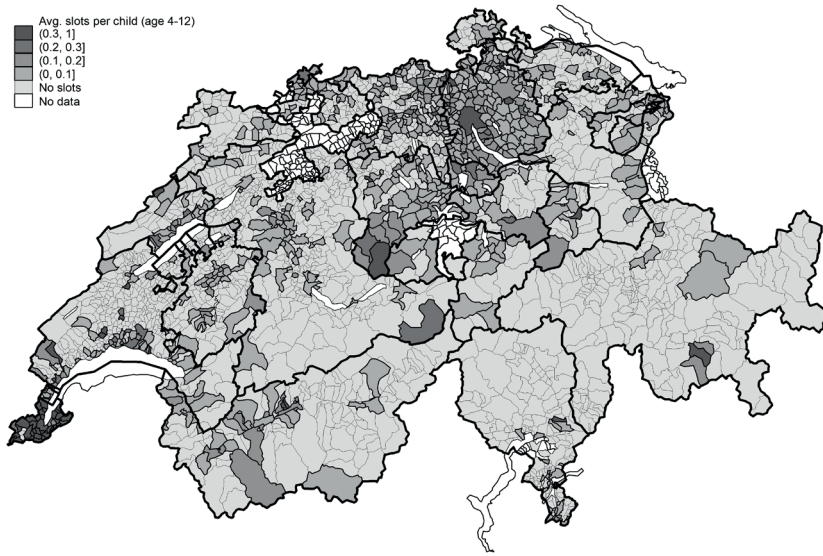 Avg. slots per child (age 4-12)
(0.3, 1]
(0.2, 0.3]
(0.1, 0.2]
(0, 0.1]
No slots
No data